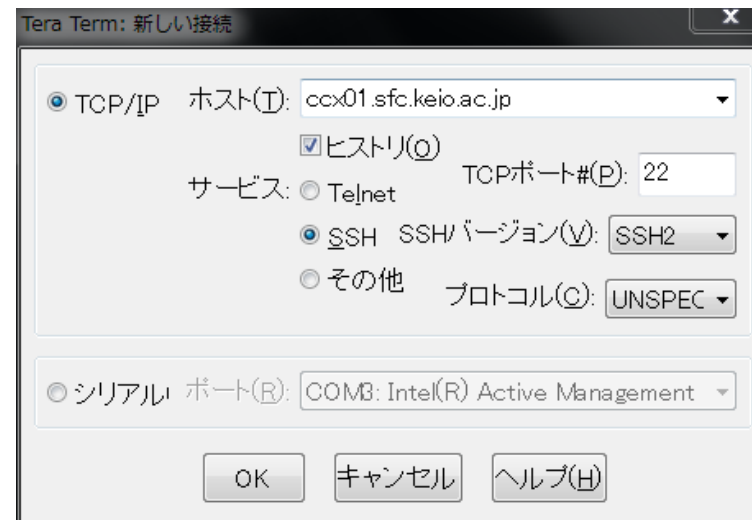 Tera Term: 新しい接続
x
TCP/IP ホスト(T): ccx01.sfc.keio.ac.jp
ヒストリ(O)
サービス: Telnet TCPポート#(P): 22
SSH SSHバージョン(V): SSH2
その他 プロトコル(C): UNSPEC
シリアル ポート(R): COM3: Intel(R) Active Management
OK キャンセル ヘルプ(H)